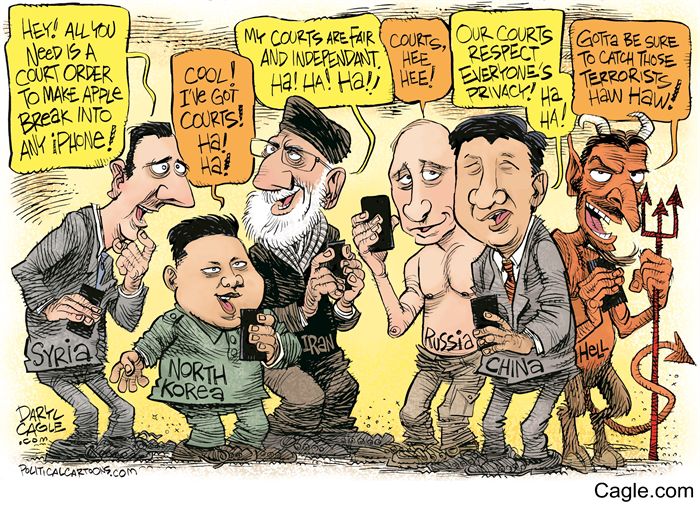 HEY! ALL YOU
NEED IS A
COURT ORDER
TO MAKE APPLE
BREAK INTO
ANY iPHONE!
COOL!
I'VE GOT
COURTS!
HA!
HA!
MY COURTS ARE FAIR
AND INDEPENDANT.
HA! HA! HA!!
COURTS,
HEE
HEE!
OUR COURTS
RESPECT
EVERYONE'S
PRIVACY! HA
HA!
GOTTA BE SURE
TO CATCH THOSE
TERRORISTS,
HAW HAW!
SYRIA
NORTH
KOREA
IRAN
RUSSIA
CHINA
HELL
DARYL
CAGLE
.com
POLITICALCARTOONS.COM
Cagle.com